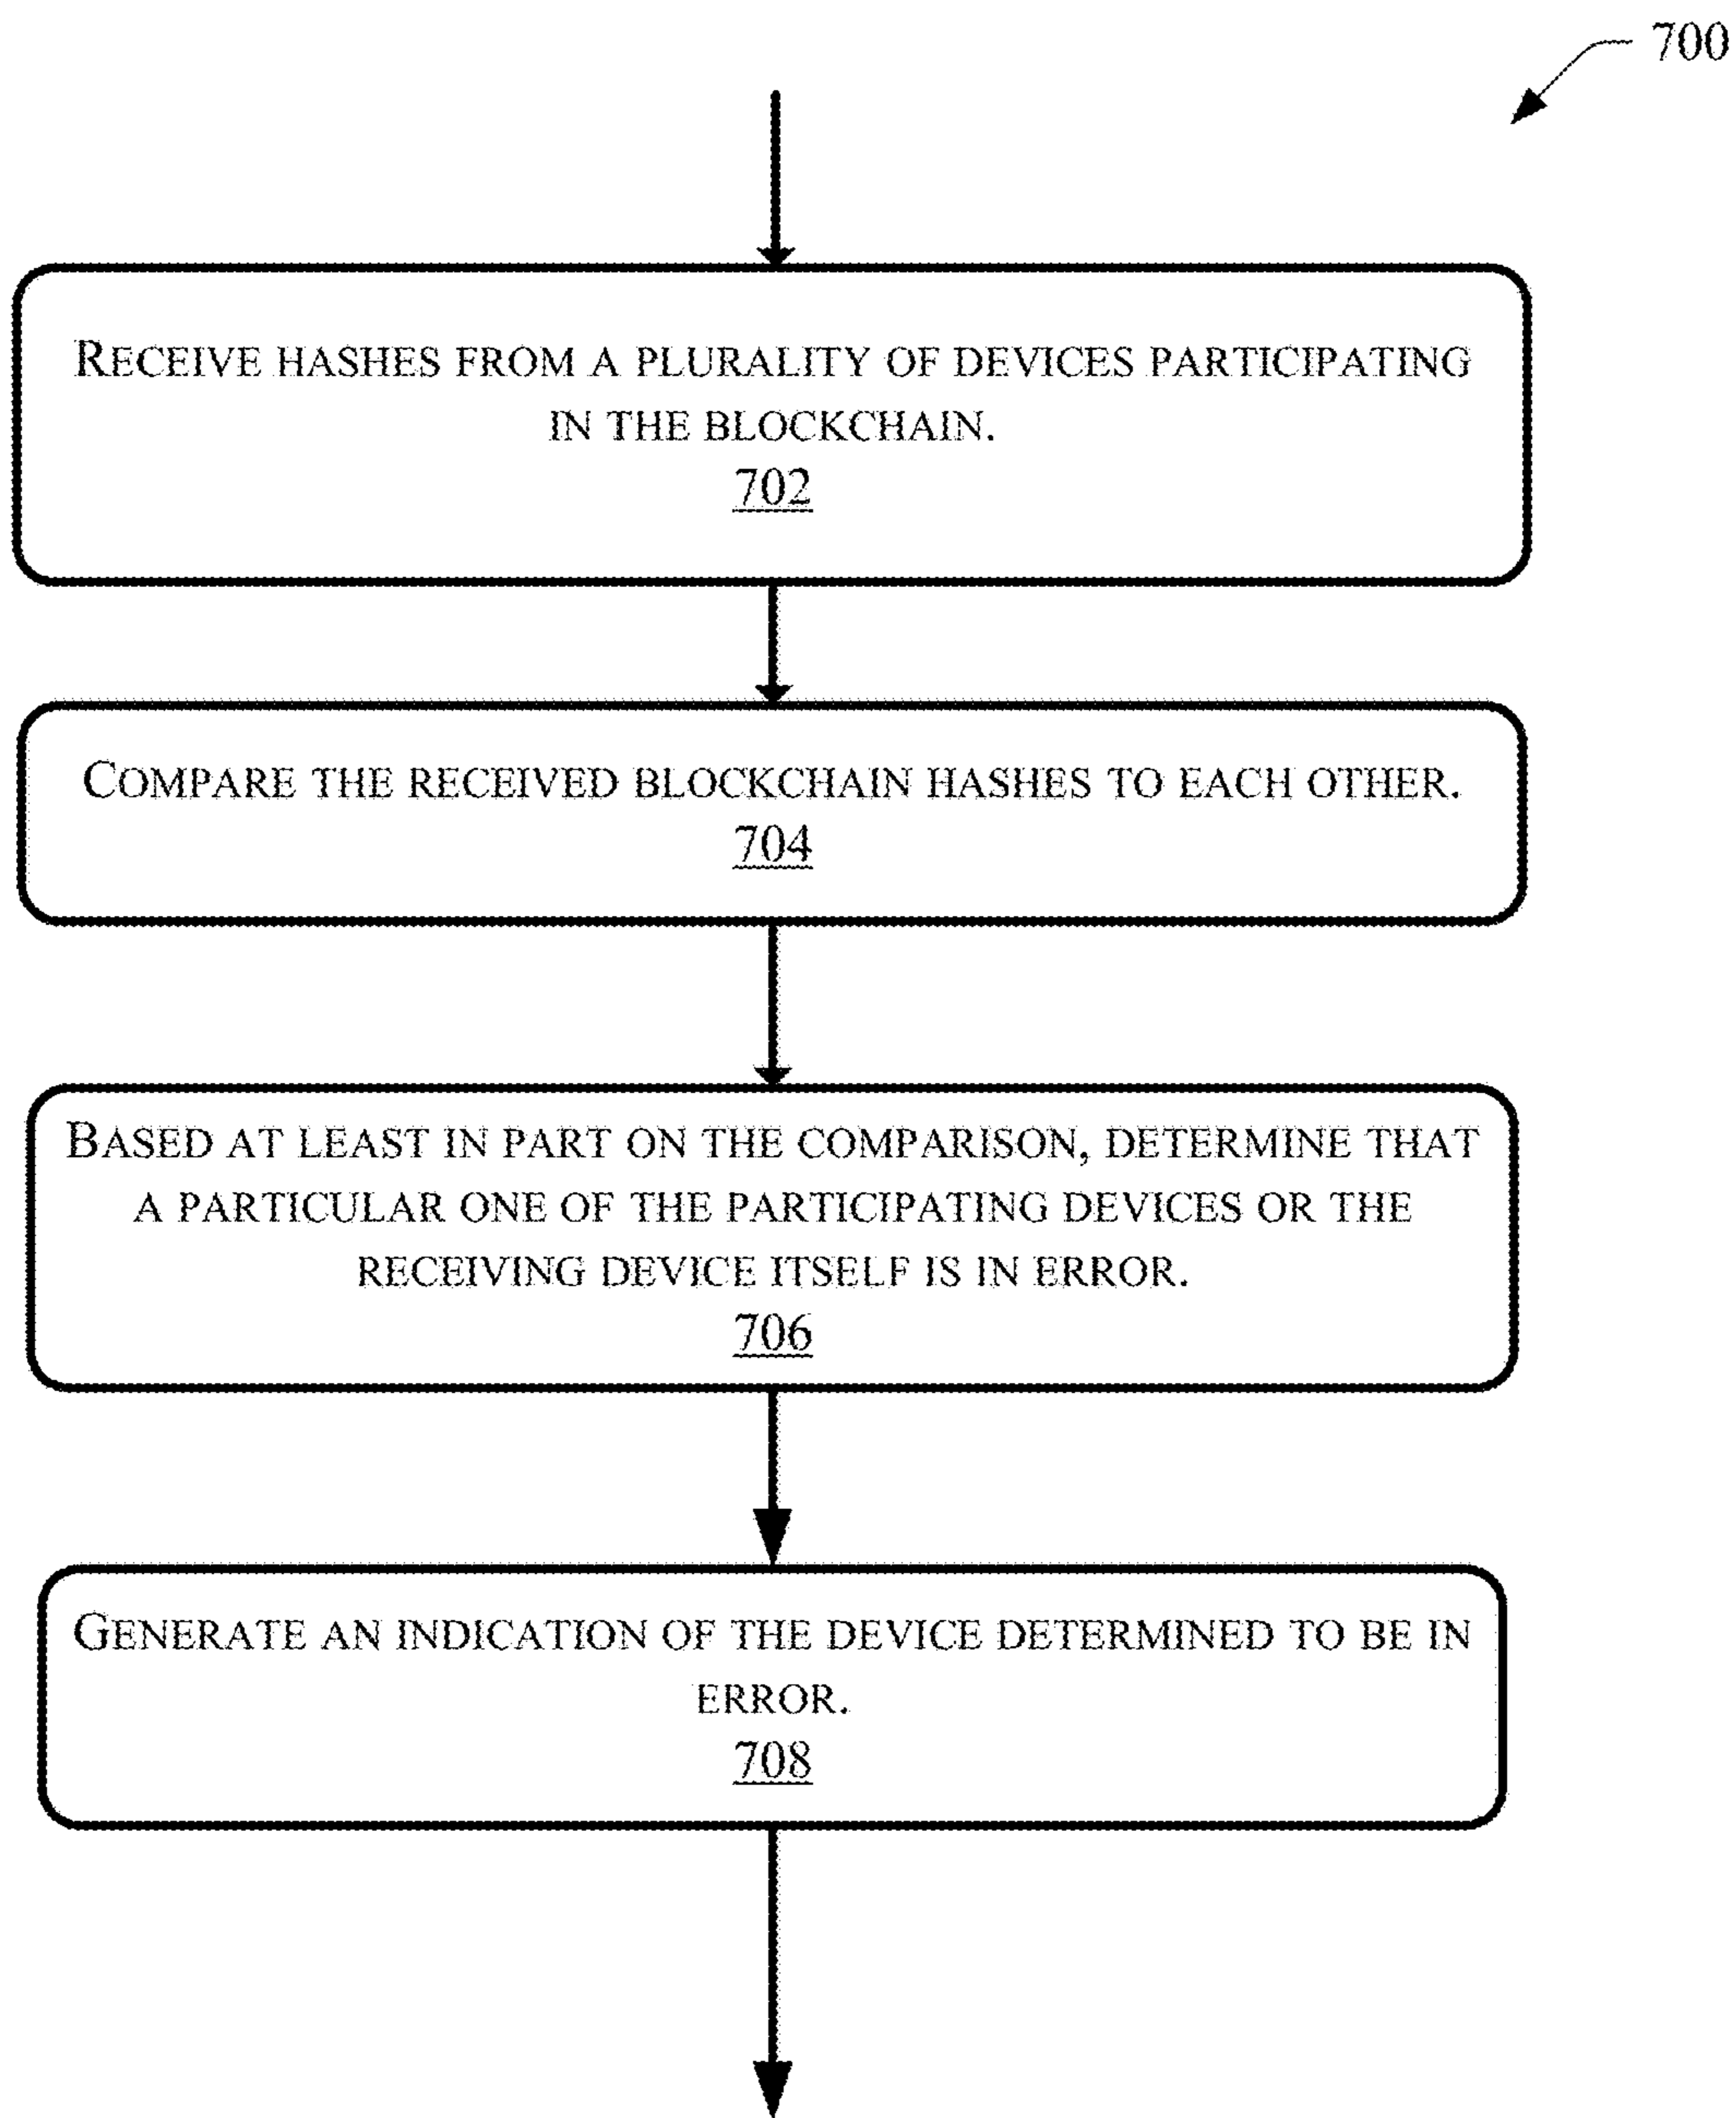 700
RECEIVE HASHES FROM A PLURALITY OF DEVICES PARTICIPATING
IN THE BLOCKCHAIN.
702
COMPARE THE RECEIVED BLOCKCHAIN HASHES TO EACH OTHER.
704
BASED AT LEAST IN PART ON THE COMPARISON, DETERMINE THAT
A PARTICULAR ONE OF THE PARTICIPATING DEVICES OR THE
RECEIVING DEVICE ITSELF IS IN ERROR.
706
GENERATE AN INDICATION OF THE DEVICE DETERMINED TO BE IN
ERROR.
708